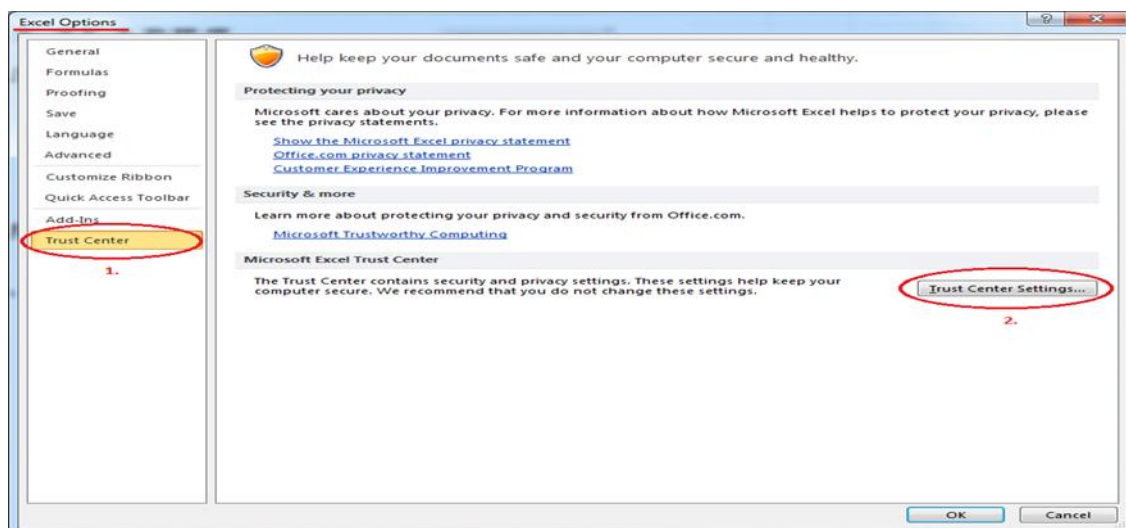 Excel Options
General
Formulas
Proofing
Save
Language
Advanced
Customize Ribbon
Quick Access Toolbar
Add-Ins
Trust Center
1.
Help keep your documents safe and your computer secure and healthy.
Protecting your privacy
Microsoft cares about your privacy. For more information about how Microsoft Excel helps to protect your privacy, please
see the privacy statements.
Show the Microsoft Excel privacy statement
Office.com privacy statement
Customer Experience Improvement Program
Security & more
Learn more about protecting your privacy and security from Office.com.
Microsoft Trustworthy Computing
Microsoft Excel Trust Center
The Trust Center contains security and privacy settings. These settings help keep your
computer secure. We recommend that you do not change these settings.
Trust Center Settings...
2.
OK
Cancel